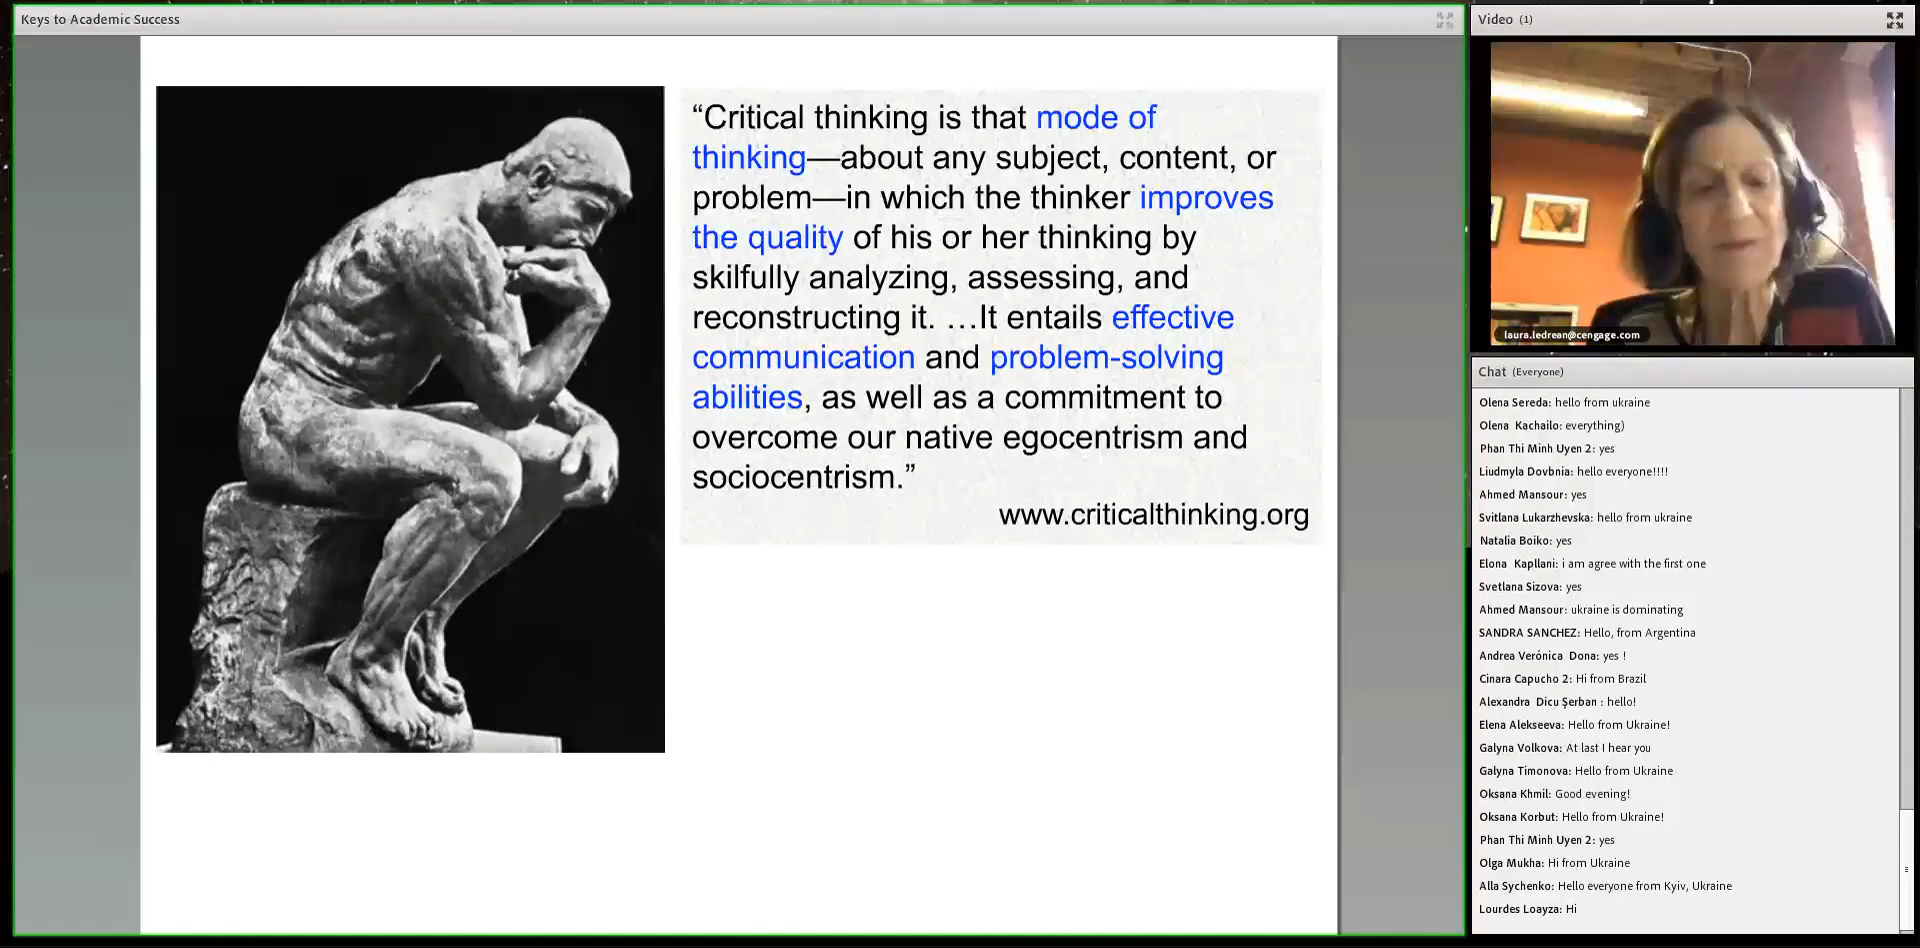 Keys to Academic Success
“Critical thinking is that mode of
thinking—about any subject, content, or
problem—in which the thinker improves
the quality of his or her thinking by
skilfully analyzing, assessing, and
reconstructing it. …It entails effective
communication and problem-solving
abilities, as well as a commitment to
overcome our native egocentrism and
sociocentrism.”
www.criticalthinking.org
Video (1)
laura.ledrean@cengage.com
Chat (Everyone)
Olena Sereda: hello from ukraine
Olena Kachailo: everything)
Phan Thi Minh Uyen 2: yes
Liudmyla Dovbnia: hello everyone!!!!
Ahmed Mansour: yes
Svitlana Lukarzhevska: hello from ukraine
Natalia Boiko: yes
Elona Kapllani: i am agree with the first one
Svetlana Sizova: yes
Ahmed Mansour: ukraine is dominating
SANDRA SANCHEZ: Hello, from Argentina
Andrea Verónica Dona: yes !
Cinara Capucho 2: Hi from Brazil
Alexandra Dicu Şerban : hello!
Elena Alekseeva: Hello from Ukraine!
Galyna Volkova: At last I hear you
Galyna Timonova: Hello from Ukraine
Oksana Khmil: Good evening!
Oksana Korbut: Hello from Ukraine!
Phan Thi Minh Uyen 2: yes
Olga Mukha: Hi from Ukraine
Alla Sychenko: Hello everyone from Kyiv, Ukraine
Lourdes Loayza: Hi